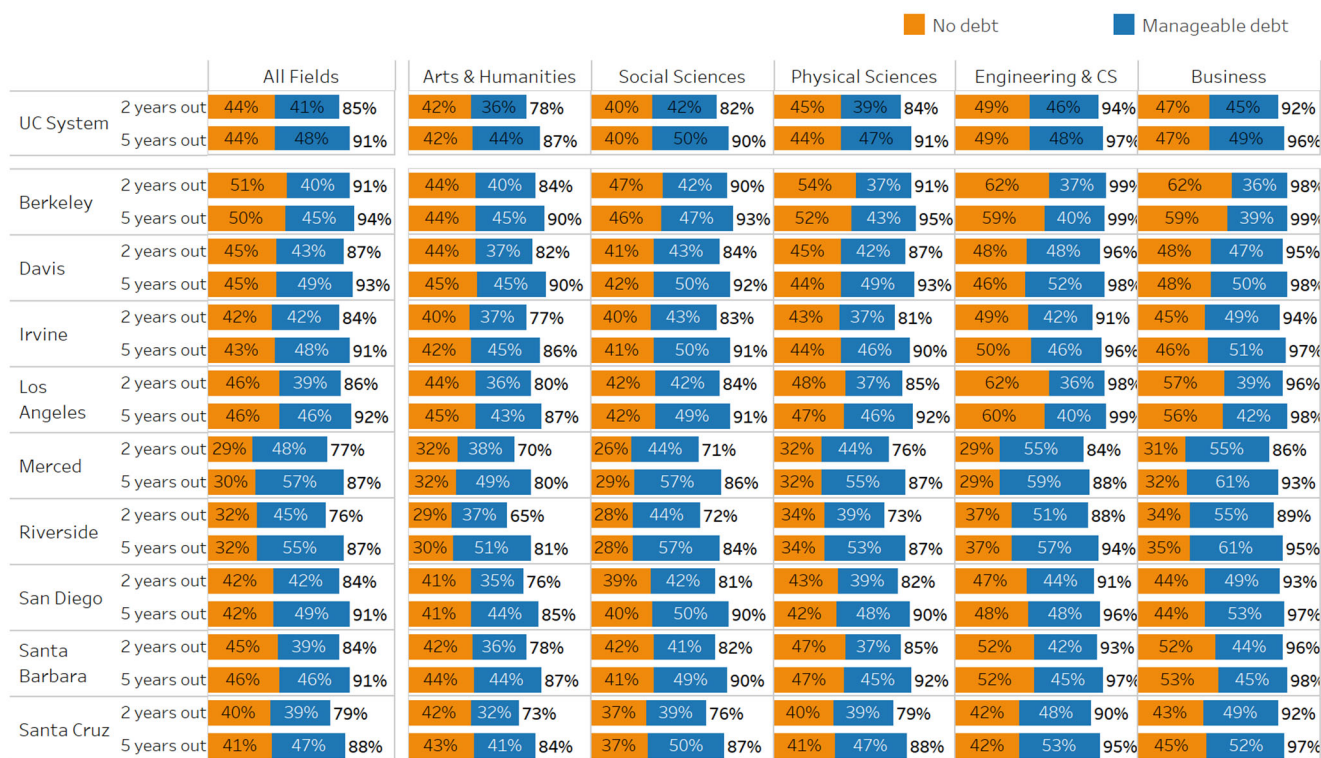 No debt Manageable debt
All Fields Arts & Humanities Social Sciences Physical Sciences Engineering & CS Business
UC System 2 years out 44% 41% 85% 42% 36% 78% 40% 42% 82% 45% 39% 84% 49% 46% 94% 47% 45% 92%
5 years out 44% 48% 91% 42% 44% 87% 40% 50% 90% 44% 47% 91% 49% 48% 97% 47% 49% 96%
Berkeley 2 years out 51% 40% 91% 44% 40% 84% 47% 42% 90% 54% 37% 91% 62% 37% 99% 62% 36% 98%
5 years out 50% 45% 94% 44% 45% 90% 46% 47% 93% 52% 43% 95% 59% 40% 99% 59% 39% 99%
Davis 2 years out 45% 43% 87% 44% 37% 82% 41% 43% 84% 45% 42% 87% 48% 48% 96% 48% 47% 95%
5 years out 45% 49% 93% 45% 45% 90% 42% 50% 92% 44% 49% 93% 46% 52% 98% 48% 50% 98%
Irvine 2 years out 42% 42% 84% 40% 37% 77% 40% 43% 83% 43% 37% 81% 49% 42% 91% 45% 49% 94%
5 years out 43% 48% 91% 42% 45% 86% 41% 50% 91% 44% 46% 90% 50% 46% 96% 46% 51% 97%
Los Angeles 2 years out 46% 39% 86% 44% 36% 80% 42% 42% 84% 48% 37% 85% 62% 36% 98% 57% 39% 96%
5 years out 46% 46% 92% 45% 43% 87% 42% 49% 91% 47% 46% 92% 60% 40% 99% 56% 42% 98%
Merced 2 years out 29% 48% 77% 32% 38% 70% 26% 44% 71% 32% 44% 76% 29% 55% 84% 31% 55% 86%
5 years out 30% 57% 87% 32% 49% 80% 29% 57% 86% 32% 55% 87% 29% 59% 88% 32% 61% 93%
Riverside 2 years out 32% 45% 76% 29% 37% 65% 28% 44% 72% 34% 39% 73% 37% 51% 88% 34% 55% 89%
5 years out 32% 55% 87% 30% 51% 81% 28% 57% 84% 34% 53% 87% 37% 57% 94% 35% 61% 95%
San Diego 2 years out 42% 42% 84% 41% 35% 76% 39% 42% 81% 43% 39% 82% 47% 44% 91% 44% 49% 93%
5 years out 42% 49% 91% 41% 44% 85% 40% 50% 90% 42% 48% 90% 48% 48% 96% 44% 53% 97%
Santa Barbara 2 years out 45% 39% 84% 42% 36% 78% 42% 41% 82% 47% 37% 85% 52% 42% 93% 52% 44% 96%
5 years out 46% 46% 91% 44% 44% 87% 41% 49% 90% 47% 45% 92% 52% 45% 97% 53% 45% 98%
Santa Cruz 2 years out 40% 39% 79% 42% 32% 73% 37% 39% 76% 40% 39% 79% 42% 48% 90% 43% 49% 92%
5 years out 41% 47% 88% 43% 41% 84% 37% 50% 87% 41% 47% 88% 42% 53% 95% 45% 52% 97%